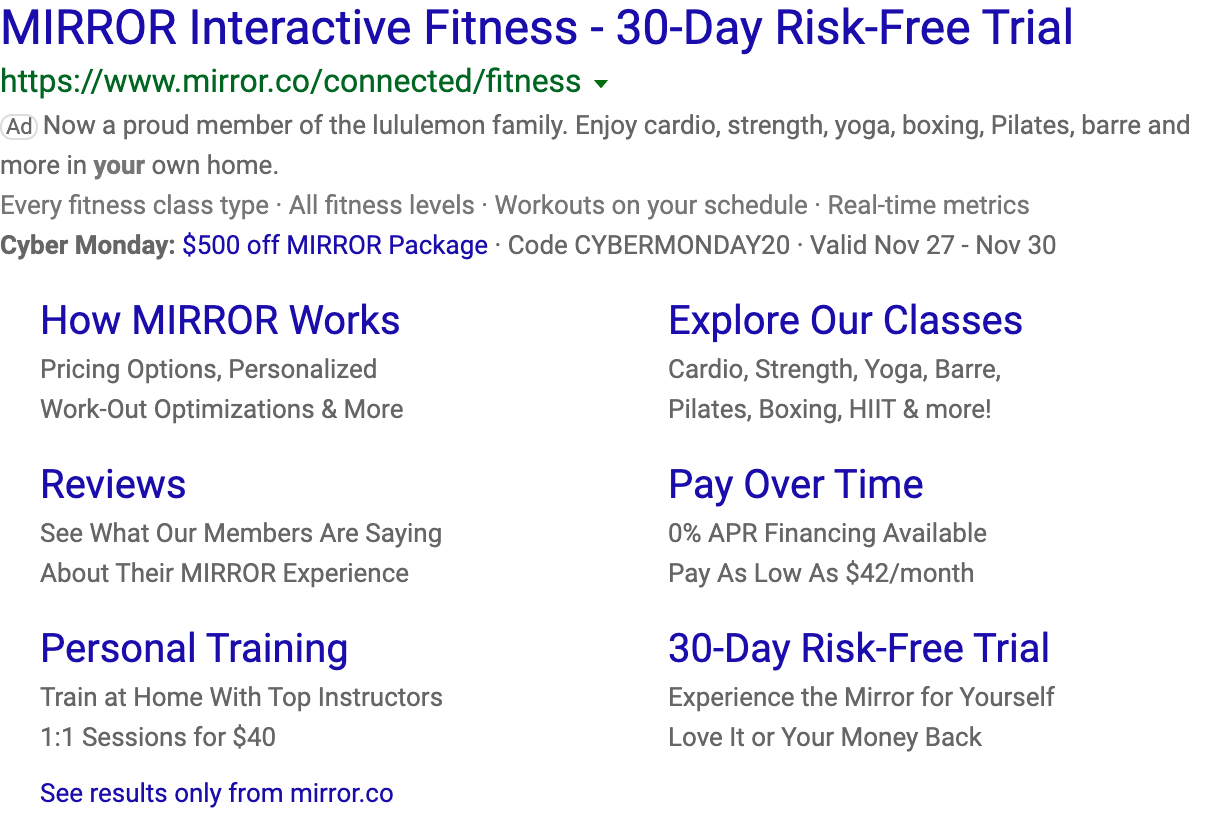 MIRROR Interactive Fitness - 30-Day Risk-Free Trial
https://www.mirror.co/connected/fitness
Ad Now a proud member of the lululemon family. Enjoy cardio, strength, yoga, boxing, Pilates, barre and
more in your own home.
Every fitness class type · All fitness levels · Workouts on your schedule · Real-time metrics
Cyber Monday: $500 off MIRROR Package · Code CYBERMONDAY20 · Valid Nov 27 - Nov 30
How MIRROR Works
Pricing Options, Personalized
Work-Out Optimizations & More
Explore Our Classes
Cardio, Strength, Yoga, Barre,
Pilates, Boxing, HIIT & more!
Reviews
See What Our Members Are Saying
About Their MIRROR Experience
Pay Over Time
0% APR Financing Available
Pay As Low As $42/month
Personal Training
Train at Home With Top Instructors
1:1 Sessions for $40
30-Day Risk-Free Trial
Experience the Mirror for Yourself
Love It or Your Money Back
See results only from mirror.co